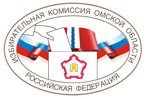 ИЗБИРАТЕЛЬНАЯ КОМИССИЯ ОМСКОЙ ОБЛАСТИ
РОССИЙСКАЯ ФЕДЕРАЦИЯ